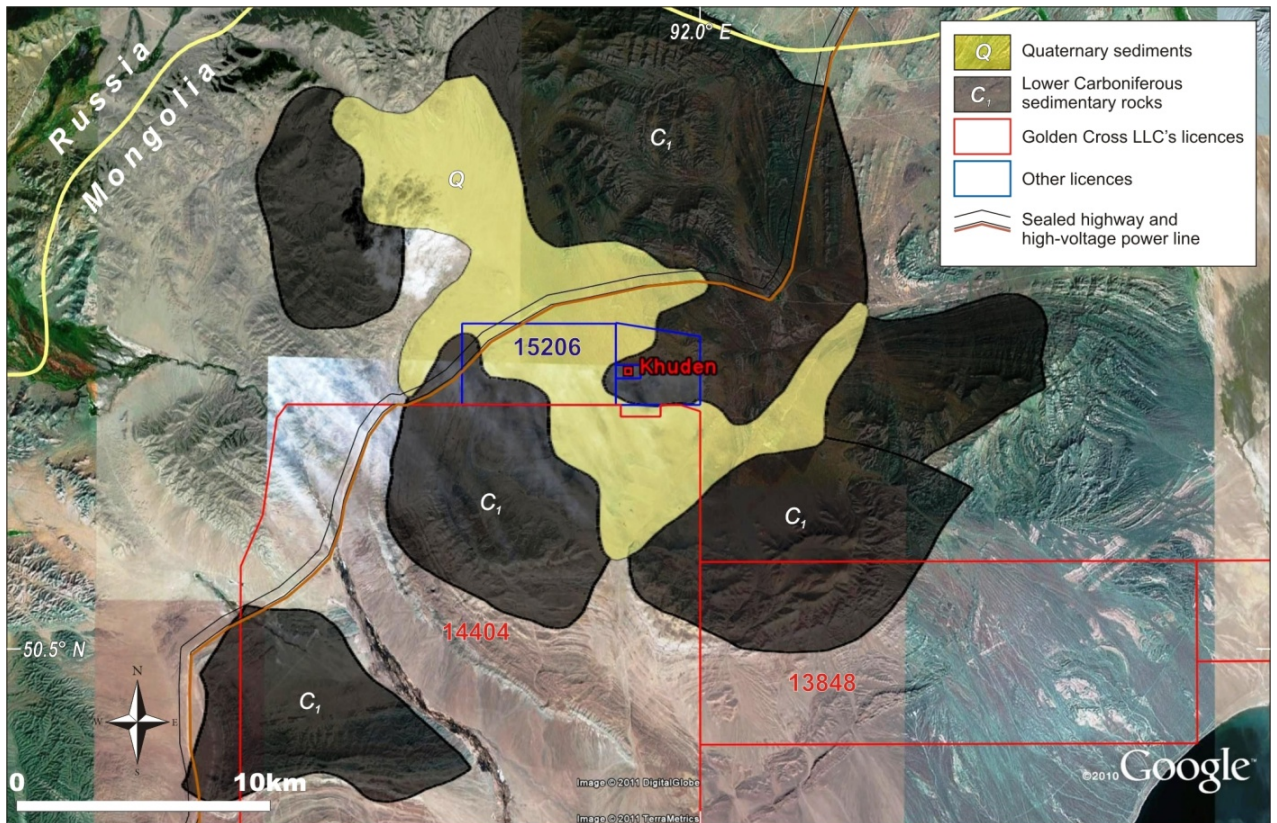 92.0° E
Q
Quaternary sediments
C₁
Lower Carboniferous
sedimentary rocks
Golden Cross LLC's licences
Other licences
Sealed highway and
high-voltage power line
Russia
Mongolia
C₁
Q
15206
Khuden
C₁
C₁
14404
50.5° N
13848
C₁
N
W E
S
0 10km
Image © 2011 DigitalGlobe
Image © 2011 TerraMetrics
©2010 Google™